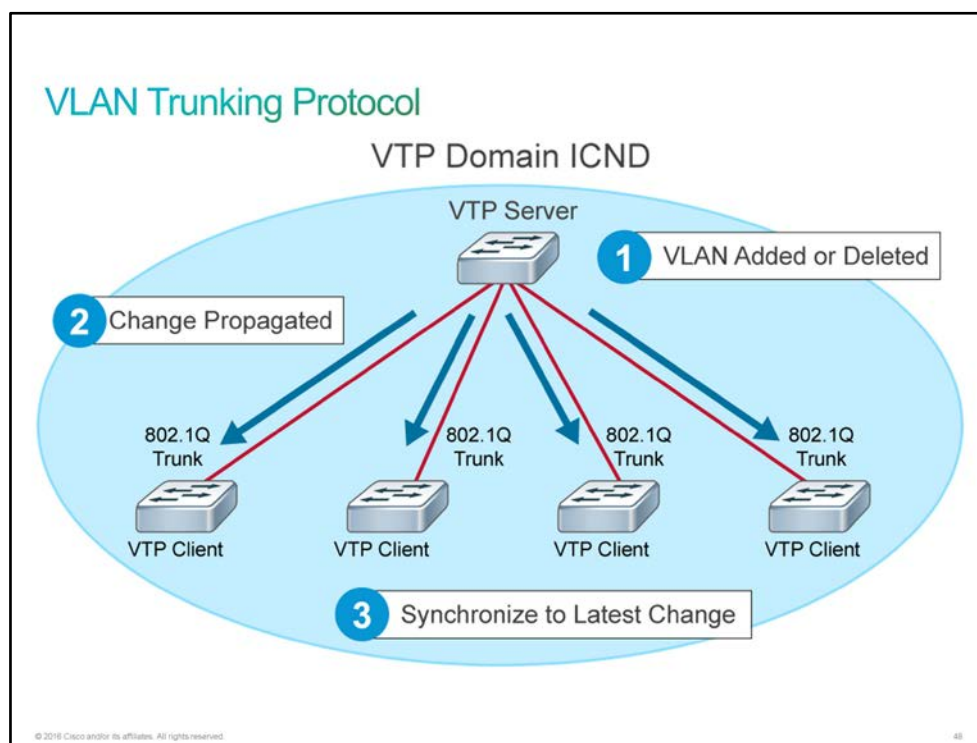 VLAN Trunking Protocol
VTP Domain ICND
VTP Server
1 VLAN Added or Deleted
2 Change Propagated
802.1Q
Trunk
802.1Q
Trunk
802.1Q
Trunk
802.1Q
Trunk
VTP Client
VTP Client
VTP Client
VTP Client
3 Synchronize to Latest Change
© 2016 Cisco and/or its affiliates. All rights reserved.
48